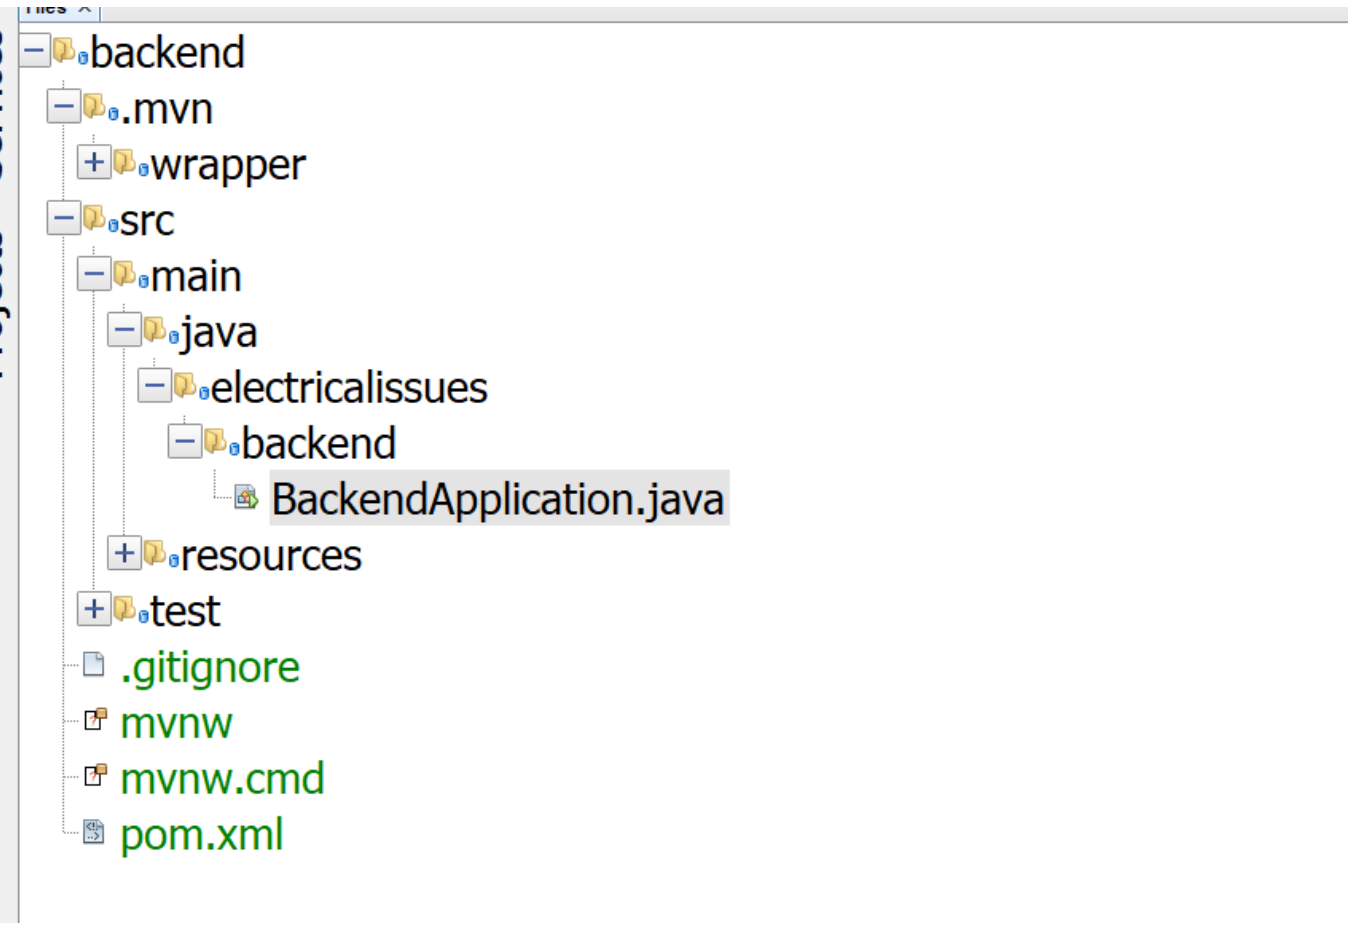 Files
backend
.mvn
wrapper
src
main
java
electricalissues
backend
BackendApplication.java
resources
test
.gitignore
mvnw
mvnw.cmd
pom.xml
Projects
Services